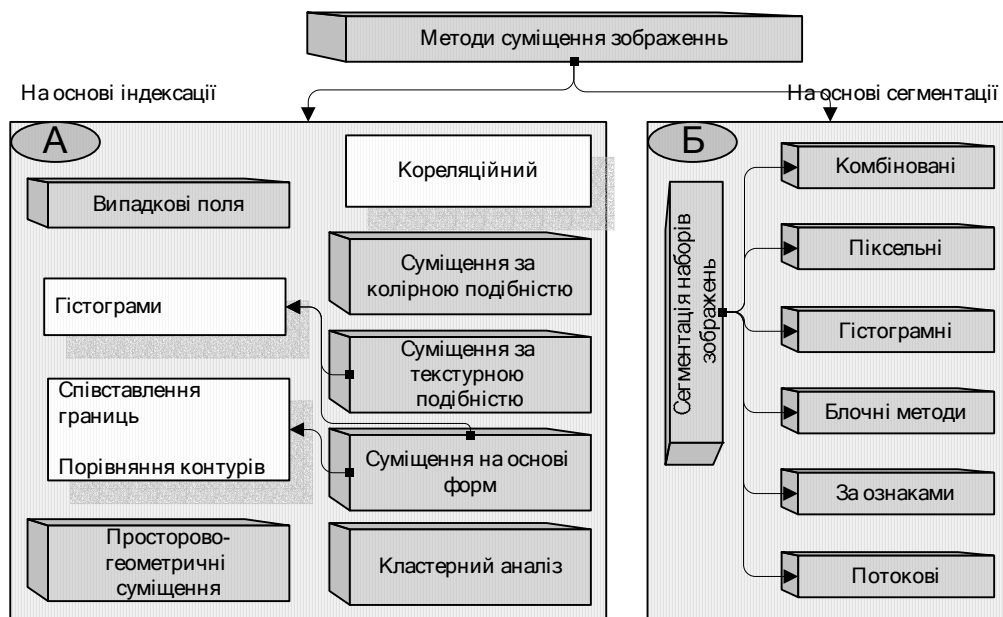 Методи суміщення зображеннь
На основі індексації
На основі сегментації
А
Кореляційний
Випадкові поля
Суміщення за
колірною подібністю
Гістограми
Суміщення за
текстурною
подібністю
Співставлення
границь
Порівняння контурів
Суміщення на основі
форм
Просторово-
геометричні
суміщення
Кластерний аналіз
Б
Сегментація наборів
зображень
Комбіновані
Піксельні
Гістограмні
Блочні методи
За ознаками
Потокові